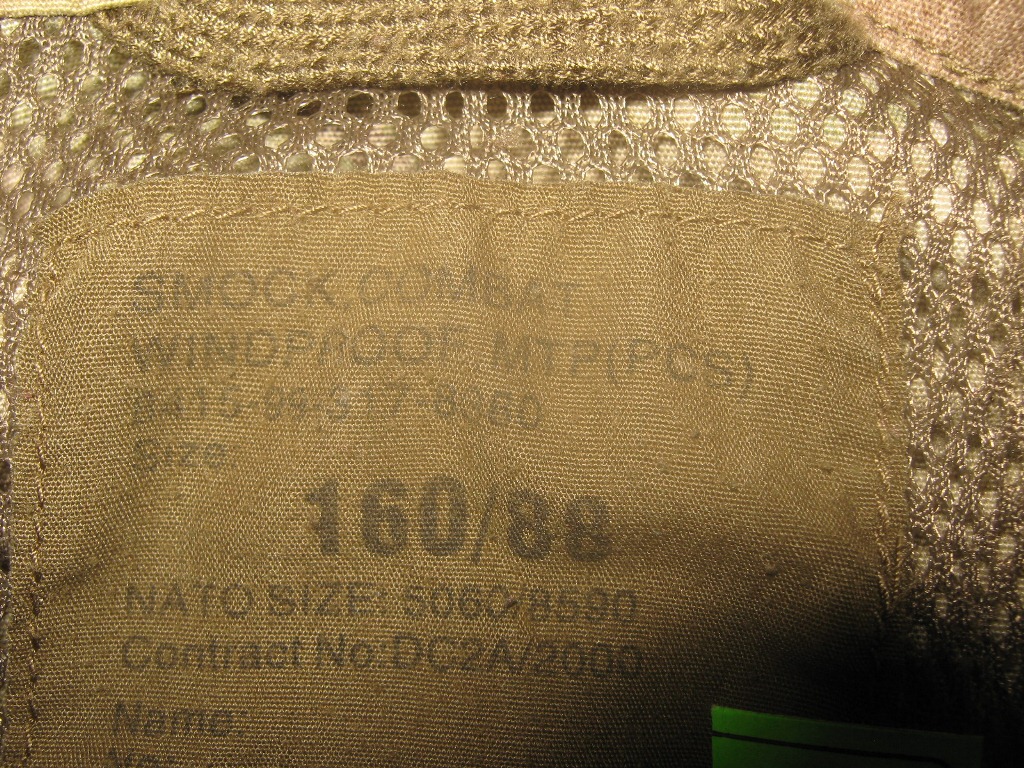 SMOCK COMBAT
WINDPROOF MTP(PCS)
Size
160/88
NATO SIZE: 5060/8590
Contract No:DC2A/2000
Name: